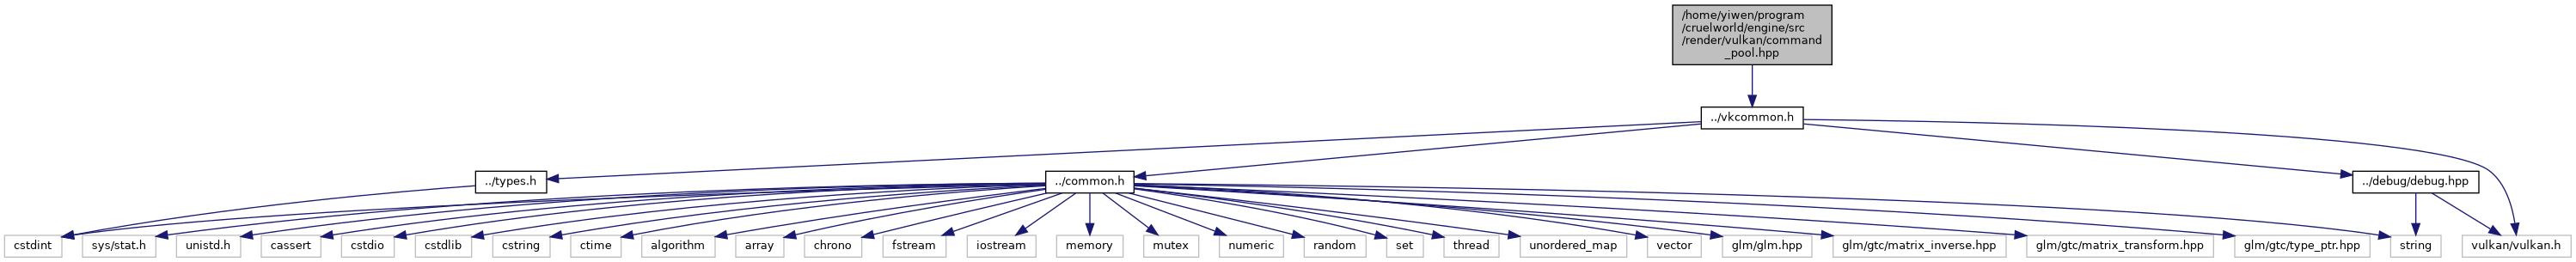 /home/yiwen/program
/cruelworld/engine/src
/render/vulkan/command
_pool.hpp
../vkcommon.h
../types.h
../common.h
../debug/debug.hpp
cstdint
sys/stat.h
unistd.h
cassert
cstdio
cstdlib
cstring
ctime
algorithm
array
chrono
fstream
iostream
memory
mutex
numeric
random
set
thread
unordered_map
vector
glm/glm.hpp
glm/gtc/matrix_inverse.hpp
glm/gtc/matrix_transform.hpp
glm/gtc/type_ptr.hpp
string
vulkan/vulkan.h